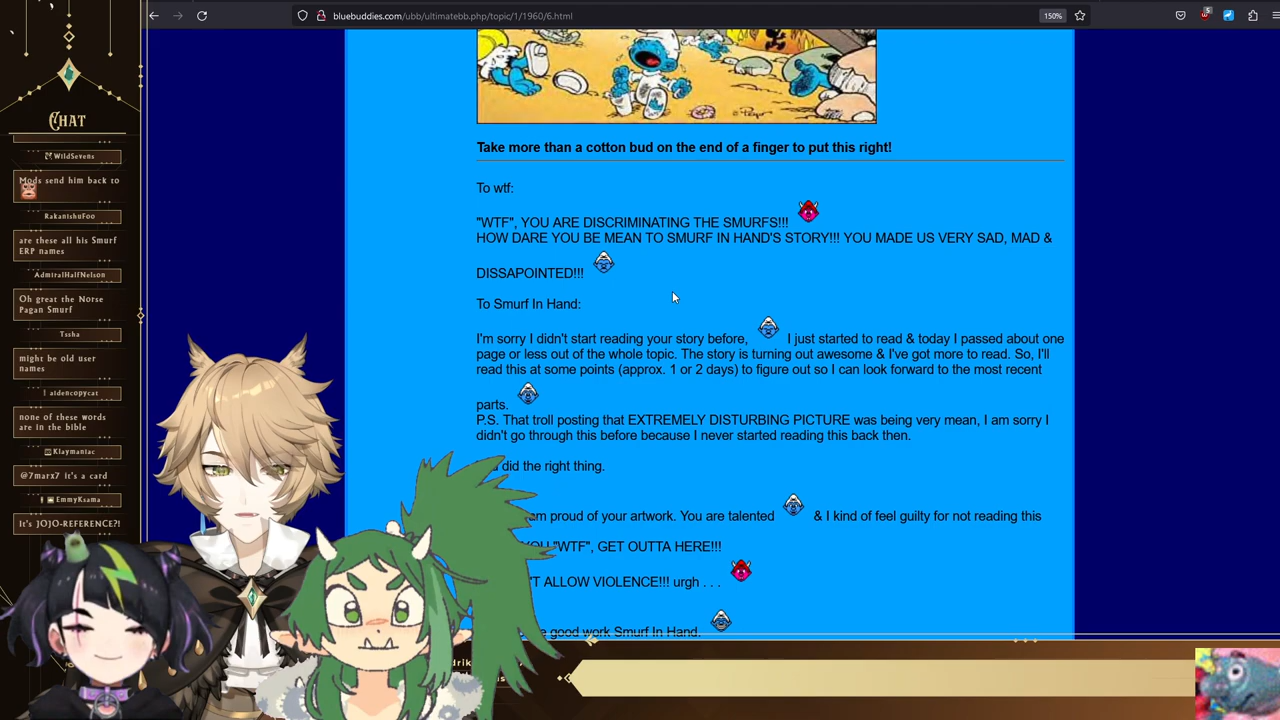 bluebuddies.com/ubb/ultimatebb.php/topic/1/1960/6.html
150%
5
Chat
WildSevens
Mods send him back to
RakanishuFoo
are these all his Smurf
ERP names
AdmiralHalfNelson
Oh great the Norse
Pagan Smurf
Tssha
might be old user
names
aidencopycat
none of these words
are in the bible
Klaymaniac
@7marx7 it's a card
EmmyKsama
It's JOJO-REFERENCE?!
Peyo
Take more than a cotton bud on the end of a finger to put this right!
To wtf:
"WTF", YOU ARE DISCRIMINATING THE SMURFS!!!
HOW DARE YOU BE MEAN TO SMURF IN HAND'S STORY!!! YOU MADE US VERY SAD, MAD &
DISSAPOINTED!!!
To Smurf In Hand:
I'm sorry I didn't start reading your story before, I just started to read & today I passed about one
page or less out of the whole topic. The story is turning out awesome & I've got more to read. So, I'll
read this at some points (approx. 1 or 2 days) to figure out so I can look forward to the most recent
parts.
P.S. That troll posting that EXTREMELY DISTURBING PICTURE was being very mean, I am sorry I
didn't go through this before because I never started reading this back then.
did the right thing.
am proud of your artwork. You are talented & I kind of feel guilty for not reading this
"WTF", GET OUTTA HERE!!!
ALLOW VIOLENCE!!! urgh . . .
good work Smurf In Hand.